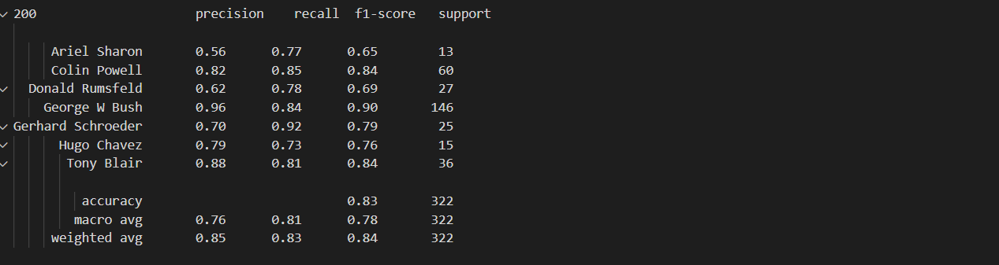 200 precision recall f1-score support
Ariel Sharon 0.56 0.77 0.65 13
Colin Powell 0.82 0.85 0.84 60
Donald Rumsfeld 0.62 0.78 0.69 27
George W Bush 0.96 0.84 0.90 146
Gerhard Schroeder 0.70 0.92 0.79 25
Hugo Chavez 0.79 0.73 0.76 15
Tony Blair 0.88 0.81 0.84 36
accuracy 0.83 322
macro avg 0.76 0.81 0.78 322
weighted avg 0.85 0.83 0.84 322